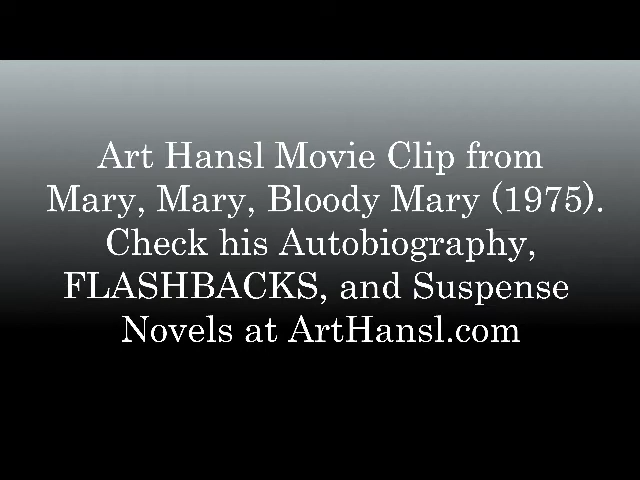 Art Hansl Movie Clip from
Mary, Mary, Bloody Mary (1975).
Check his Autobiography,
FLASHBACKS, and Suspense
Novels at ArtHansl.com